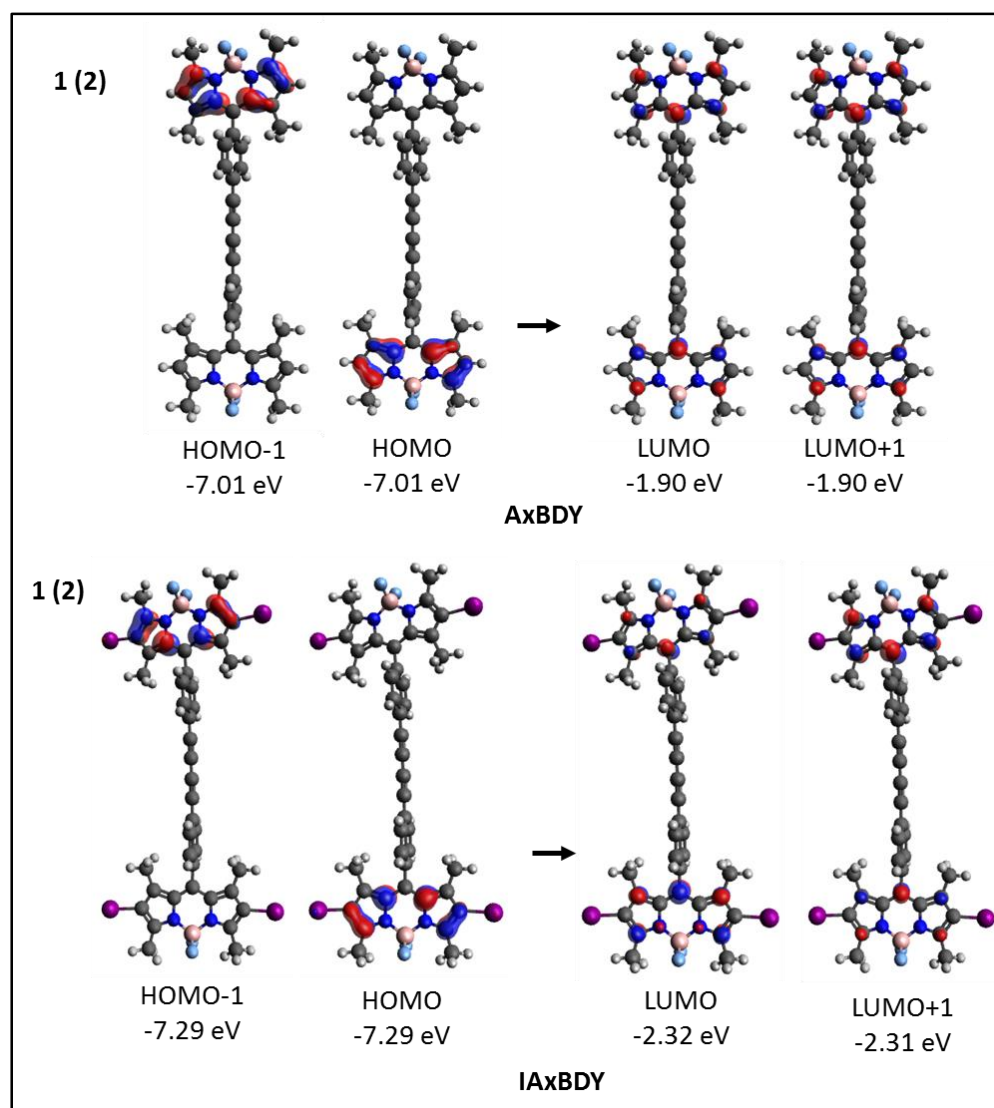 1 (2)
HOMO-1
-7.01 eV
HOMO
-7.01 eV
LUMO
-1.90 eV
LUMO+1
-1.90 eV
AxBDY
1 (2)
HOMO-1
-7.29 eV
HOMO
-7.29 eV
LUMO
-2.32 eV
LUMO+1
-2.31 eV
IAxBDY